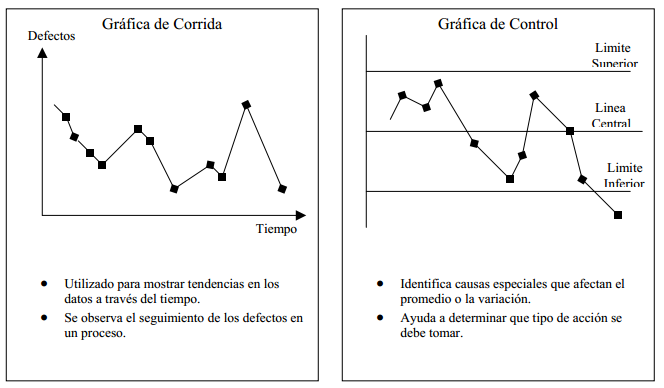 Gráfica de Corrida
Defectos
Tiempo
• Utilizado para mostrar tendencias en los
datos a través del tiempo.
• Se observa el seguimiento de los defectos en
un proceso.
Gráfica de Control
Limite
Superior
Linea
Central
Limite
Inferior
• Identifica causas especiales que afectan el
promedio o la variación.
• Ayuda a determinar que tipo de acción se
debe tomar.